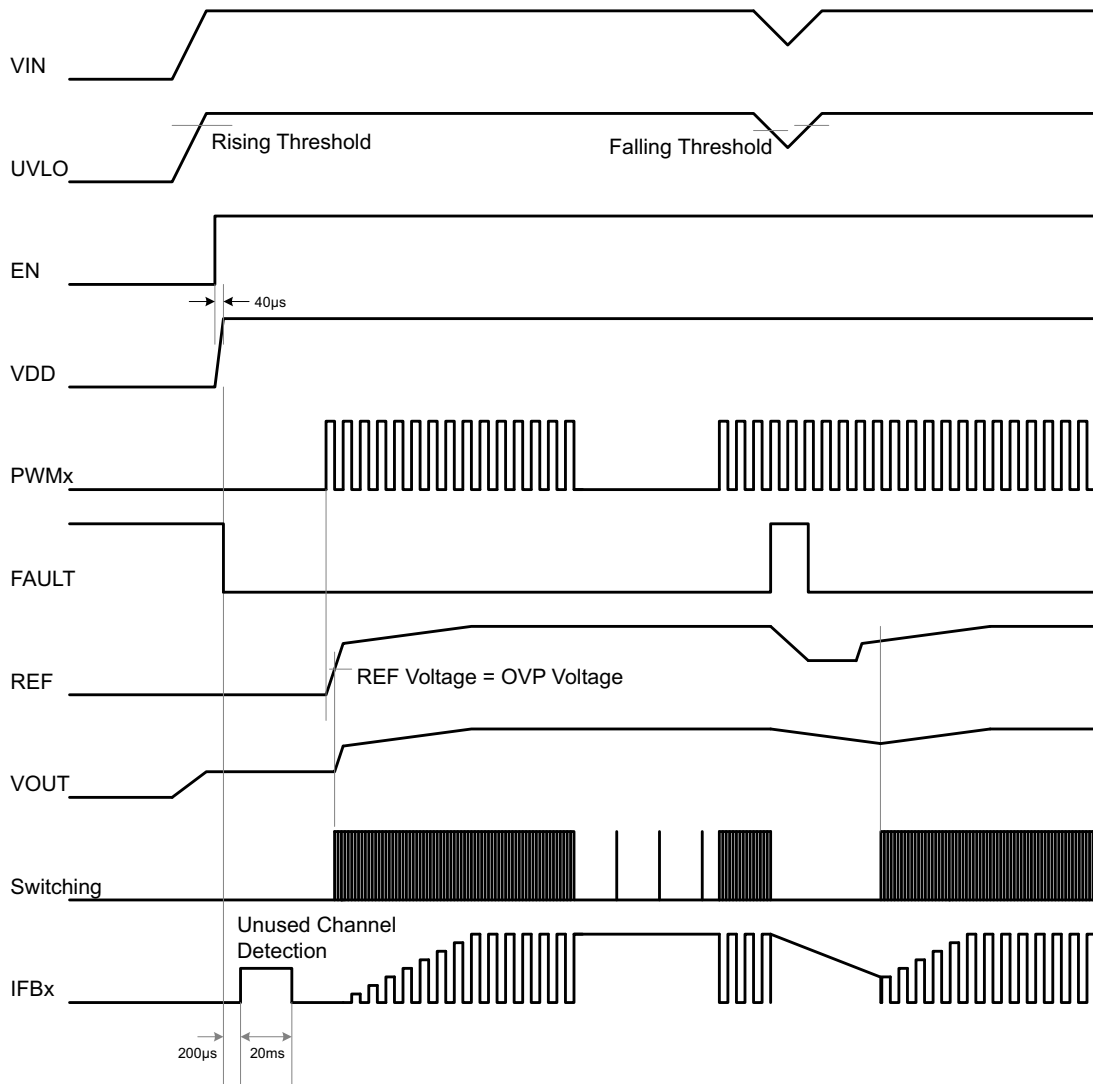 VIN
Rising Threshold
Falling Threshold
UVLO
EN
40µs
VDD
PWMx
FAULT
REF
REF Voltage = OVP Voltage
VOUT
Switching
Unused Channel
Detection
IFBx
200µs
20ms